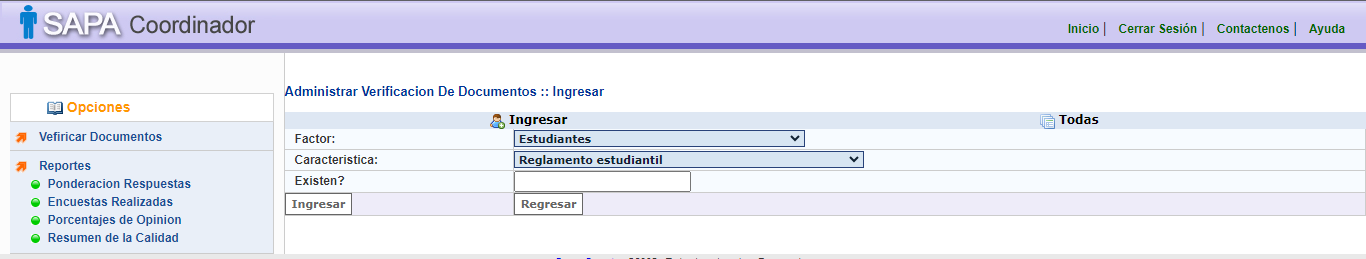 SAPA Coordinador
Inicio | Cerrar Sesión | Contactenos | Ayuda
Opciones
Vefiricar Documentos
Reportes
Ponderacion Respuestas
Encuestas Realizadas
Porcentajes de Opinion
Resumen de la Calidad
Administrar Verificacion De Documentos :: Ingresar
Ingresar Todas
Factor: Estudiantes
Caracteristica: Reglamento estudiantil
Existen?
Ingresar Regresar